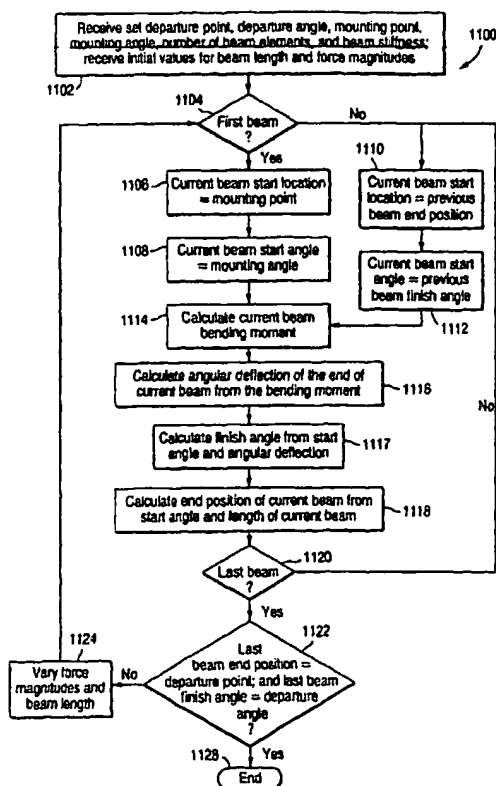 Receive set departure point, departure angle, mounting point,
mounting angle, number of beam elements, and beam stiffness;
receive initial values for beam length and force magnitudes
1100
1102
1104
First beam
?
No
Yes
1106
Current beam start location
= mounting point
1110
Current beam start
location = previous
beam end position
1108
Current beam start angle
= mounting angle
Current beam start
angle = previous
beam finish angle
1112
1114
Calculate current beam
bending moment
Calculate angular deflection of the end of
current beam from the bending moment
1116
No
Calculate finish angle from start
angle and angular deflection
1117
Calculate end position of current beam from
start angle and length of current beam
1118
1120
Last beam
?
Yes
1122
Last
beam end position =
departure point; and last beam
finish angle = departure
angle
?
1124
Vary force
magnitudes and
beam length
No
Yes
1128
End